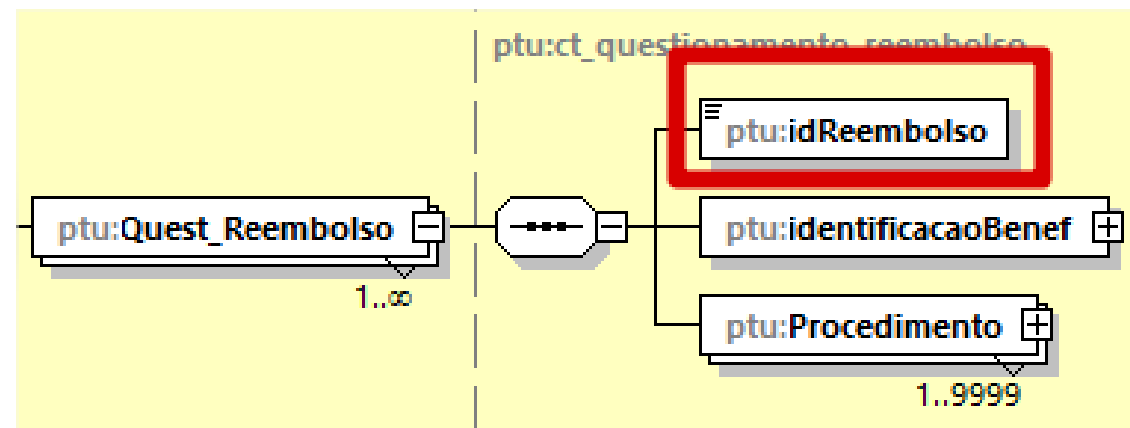 ptu:ct_questionamento_reembolso
ptu:idReembolso
ptu:Quest_Reembolso
1..∞
ptu:identificacaoBenef
ptu:Procedimento
1..9999